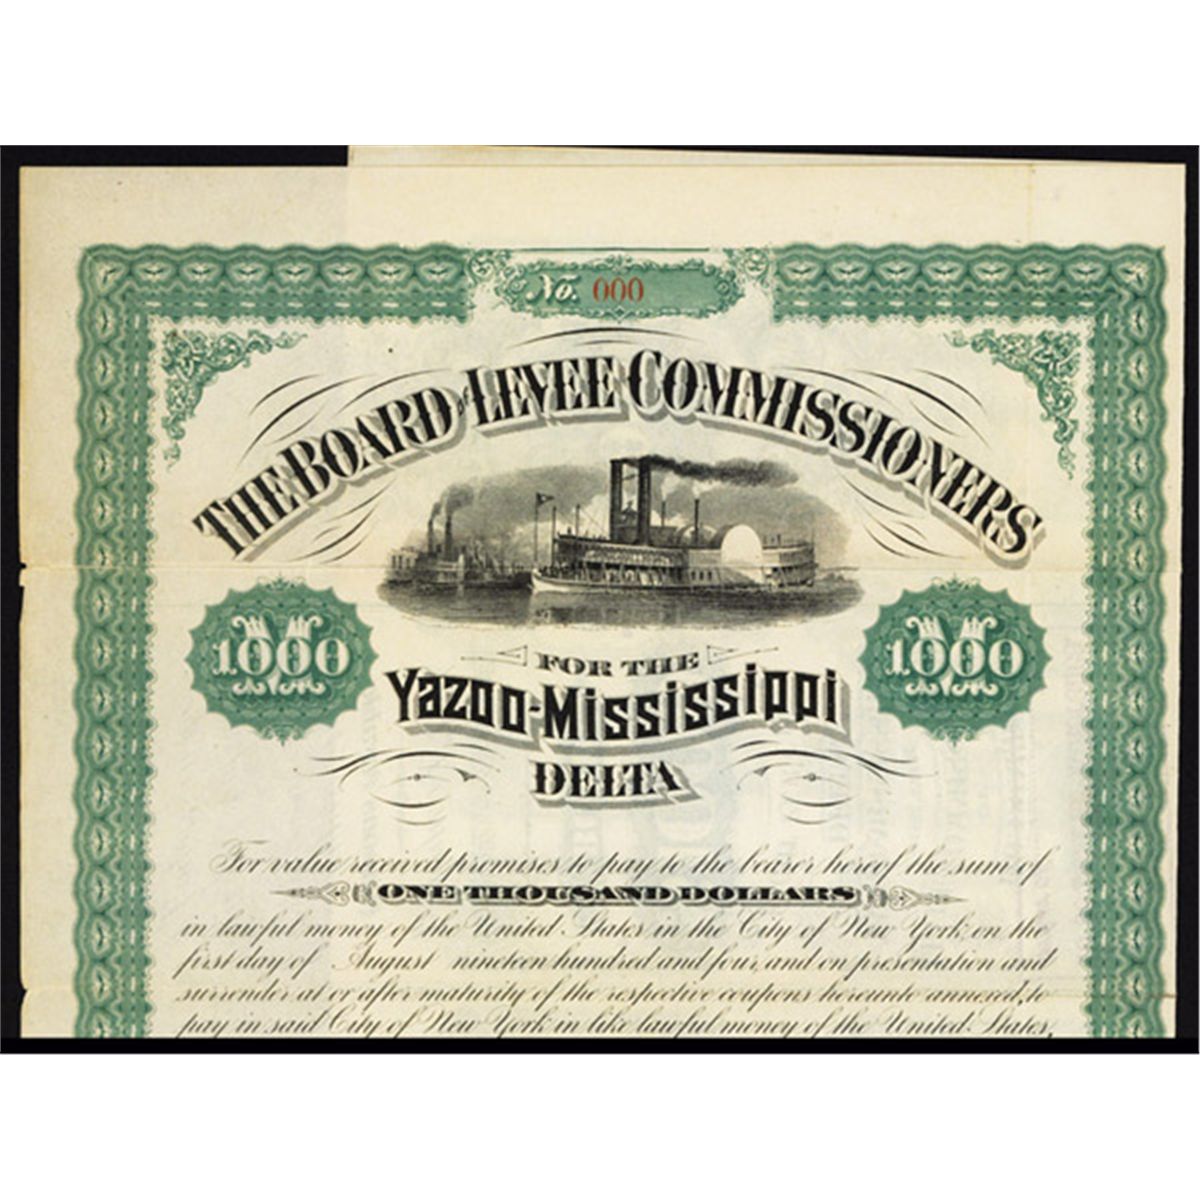 No. 000
THE BOARD of LEVEE COMMISSIONERS
1.000 M
1.000 M
FOR THE
YAZOO-MISSISSIPPI
DELTA
For value received promises to pay to the bearer hereof the sum of
ONE THOUSAND DOLLARS
in lawful money of the United States, in the City of New York, on the
first day of August nineteen hundred and four, and on presentation and
surrender at or after maturity of the respective coupons hereunto annexed, to
pay in said City of New York in like lawful money of the United States,